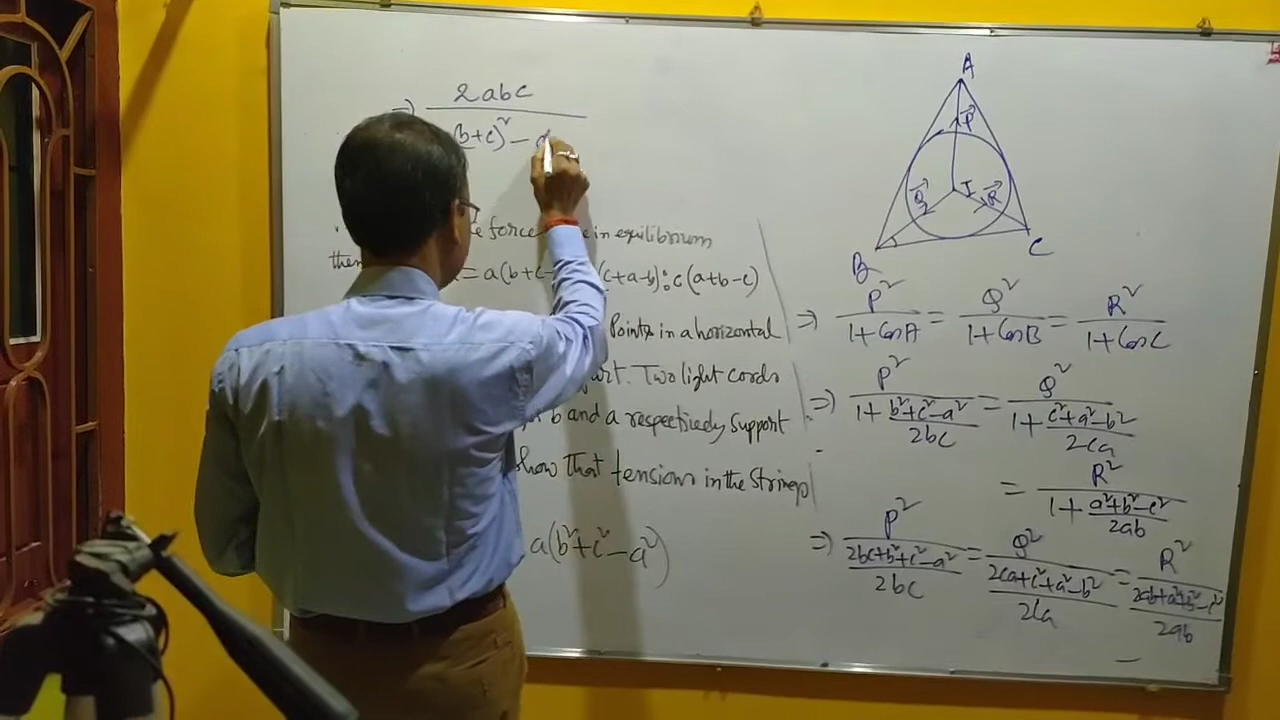 ⇒ 2abc
(b+c)² −
force in equilibrium
= a(b+c− (c+a−b) : c(a+b−c)
Points in a horizontal
Two light cords
b and a respectively support
show that tensions in the strings
a(b²+c²−a²)
A
P⃗
Q⃗ I R⃗
B C
⇒ P²/(1+CosA) = Q²/(1+CosB) = R²/(1+CosC)
⇒ P²/(1+(b²+c²−a²)/2bc) = Q²/(1+(c²+a²−b²)/2ca)
= R²/(1+(a²+b²−c²)/2ab)
⇒ P²/((2bc+b²+c²−a²)/2bc) = Q²/((2ca+c²+a²−b²)/2ca) = R²/((2ab+a²+b²−c²)/2ab)